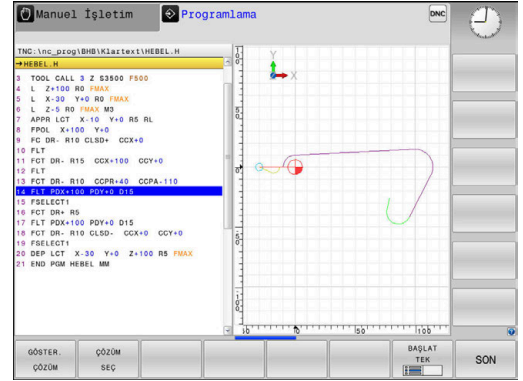 Manuel İşletim
Programlama
DNC
TNC:\nc_prog\BHB\Klartext\HEBEL.H
→HEBEL.H
3 TOOL CALL 3 Z S3500 F500
4 L Z+100 R0 FMAX
5 L X-30 Y+0 R0 FMAX
6 L Z-5 R0 FMAX M3
7 APPR LCT X-10 Y+0 R5 RL
8 FPOL X+100 Y+0
9 FC DR- R10 CLSD+ CCX+0
10 FLT
11 FCT DR- R15 CCX+100 CCY+0
12 FLT
13 FCT DR- R10 CCPR+40 CCPA-110
14 FLT PDX+100 PDY+0 D15
15 FSELECT1
16 FCT DR+ R5
17 FLT PDX+100 PDY+0 D15
18 FCT DR- R10 CLSD- CCX+0 CCY+0
19 FSELECT1
20 DEP LCT X-30 Y+0 Z+100 R5 FMAX
21 END PGM HEBEL MM
Y
X
50
0
50
100
0
50
100
GÖSTER. ÇÖZÜM
ÇÖZÜM SEÇ
BAŞLAT TEK
SON